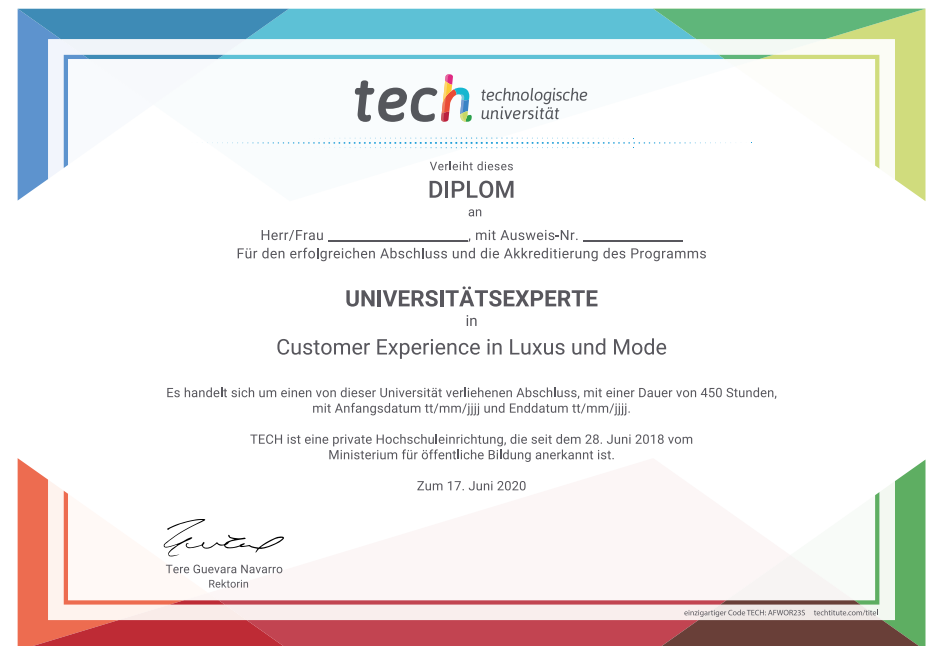 tech technologische
universität
Verleiht dieses
DIPLOM
an
Herr/Frau ____________________, mit Ausweis-Nr. ______________
Für den erfolgreichen Abschluss und die Akkreditierung des Programms
UNIVERSITÄTSEXPERTE
in
Customer Experience in Luxus und Mode
Es handelt sich um einen von dieser Universität verliehenen Abschluss, mit einer Dauer von 450 Stunden,
mit Anfangsdatum tt/mm/jjjj und Enddatum tt/mm/jjjj.
TECH ist eine private Hochschuleinrichtung, die seit dem 28. Juni 2018 vom
Ministerium für öffentliche Bildung anerkannt ist.
Zum 17. Juni 2020
Tere Guevara Navarro
Rektorin
einzigartiger Code TECH: AFWOR235 techtitute.com/titel